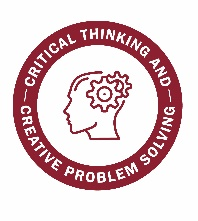 — CRITICAL THINKING AND —
CREATIVE PROBLEM SOLVING